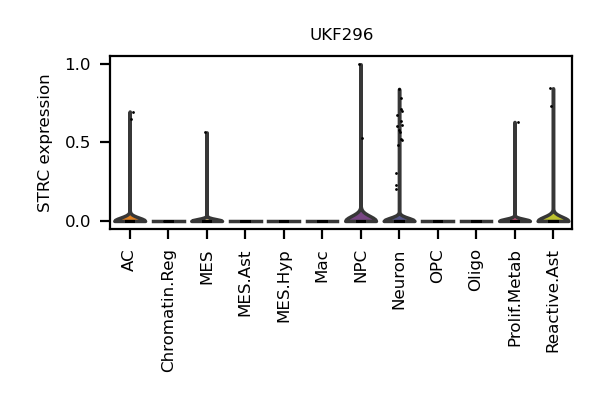 UKF296
STRC expression
1.0
0.5
0.0
AC
Chromatin.Reg
MES
MES.Ast
MES.Hyp
Mac
NPC
Neuron
OPC
Oligo
Prolif.Metab
Reactive.Ast